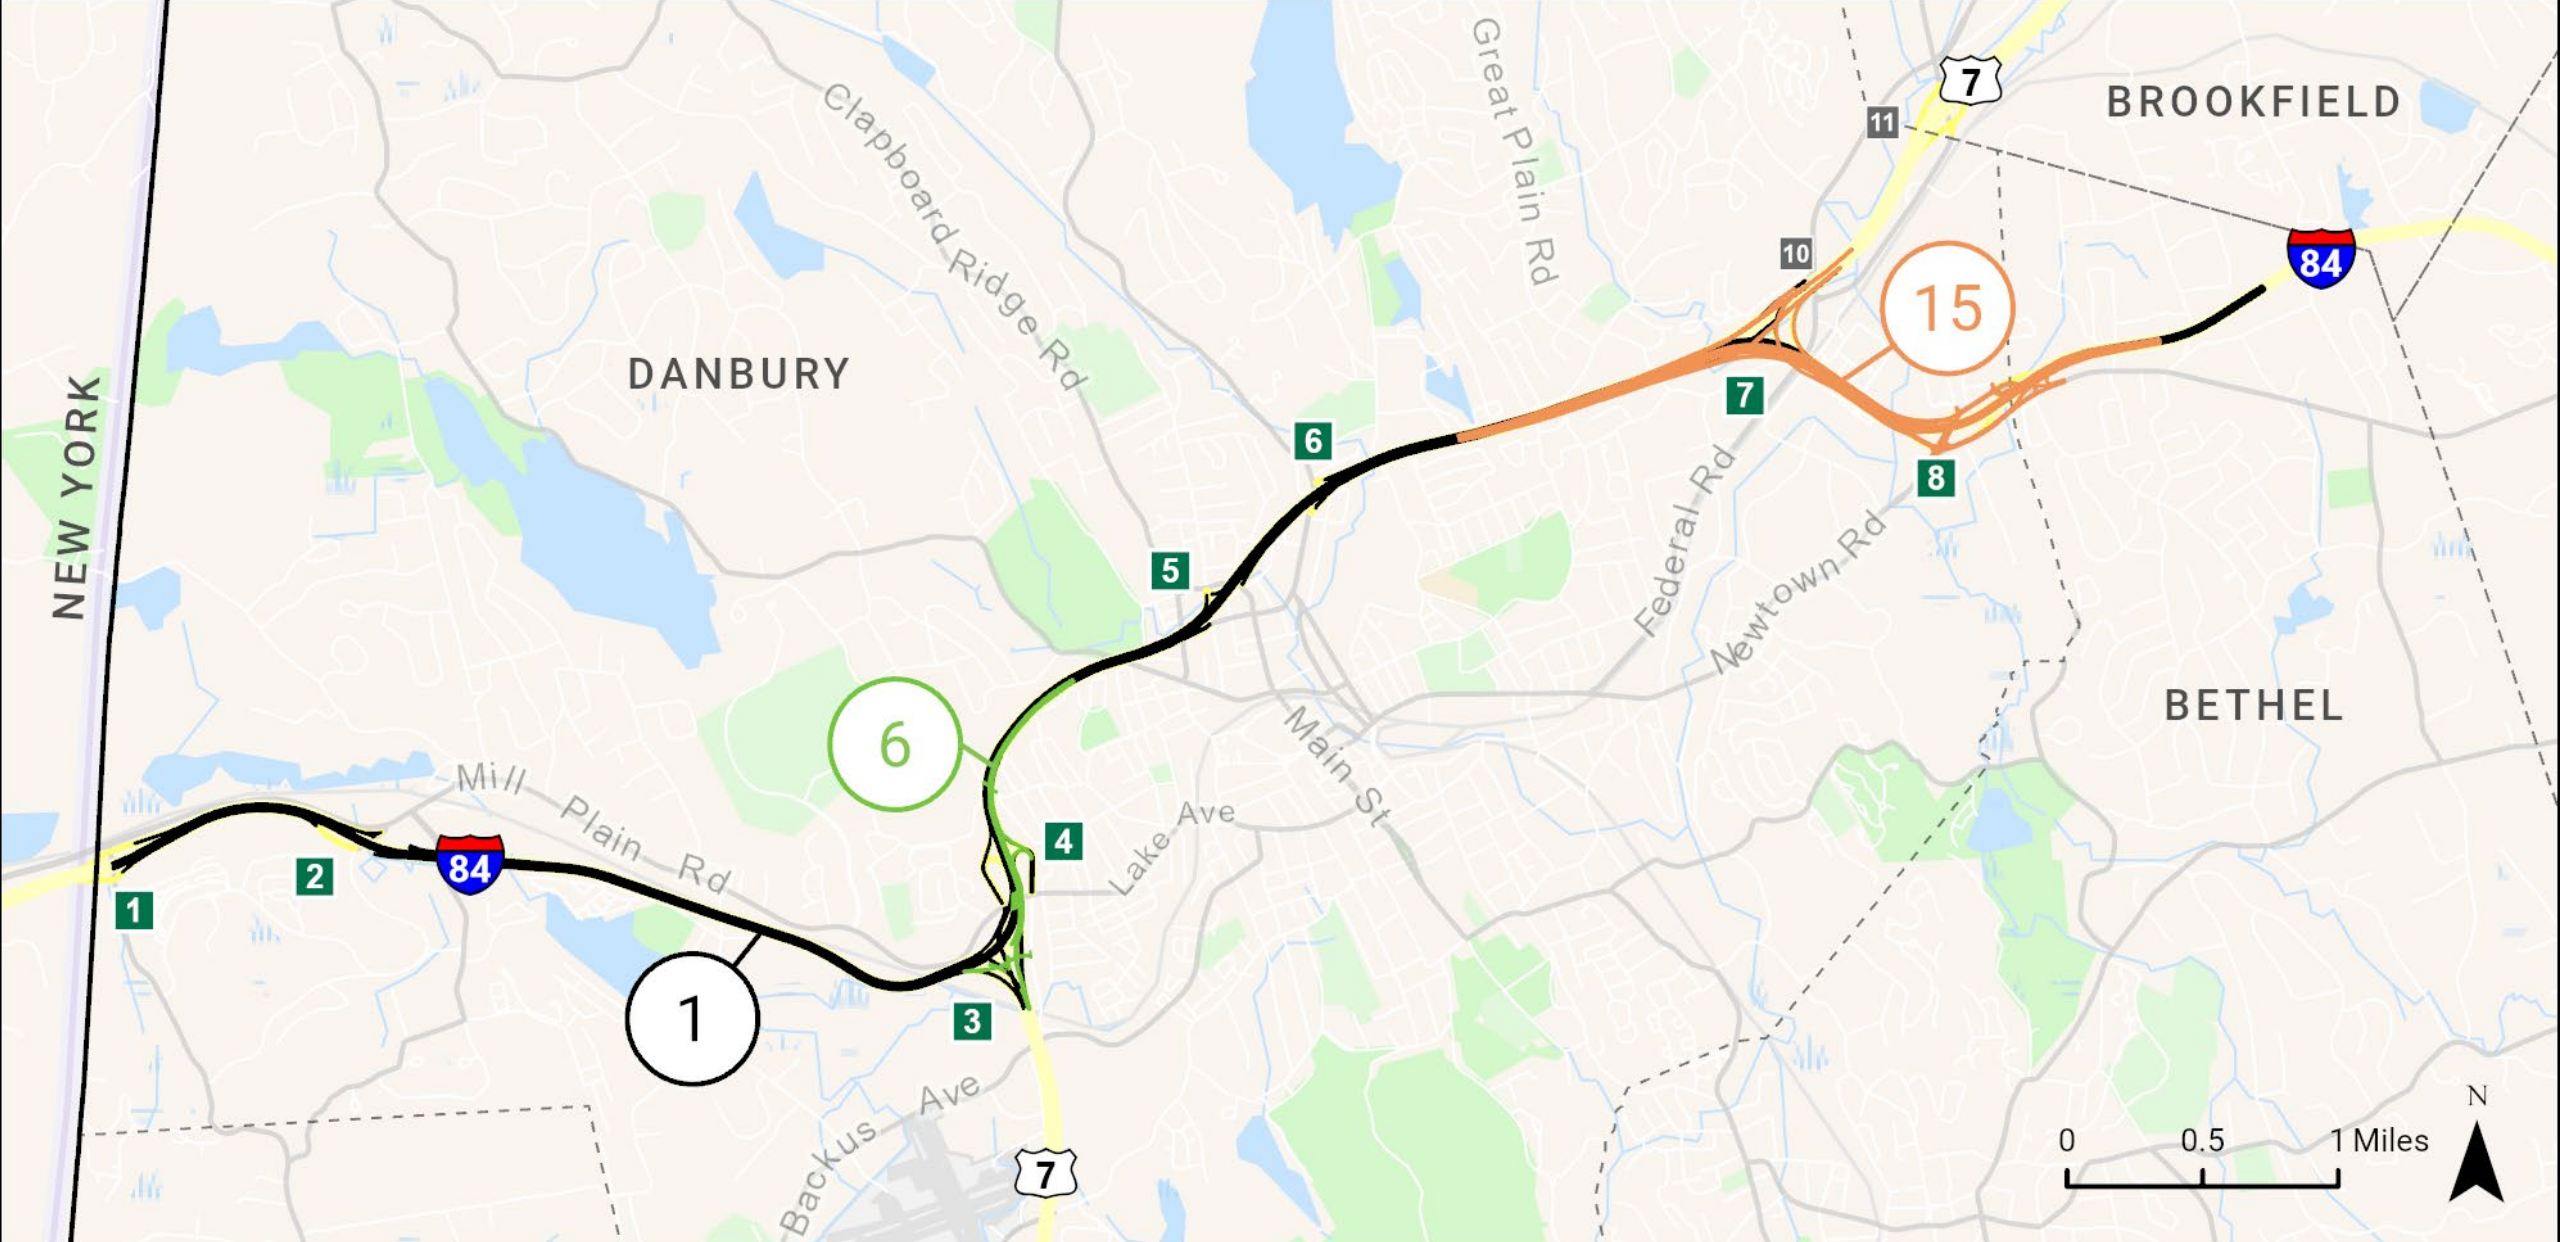 7
BROOKFIELD
11
Great Plain Rd
Clapboard Ridge Rd
10
84
15
DANBURY
7
NEW YORK
6
8
Federal Rd
5
Newtown Rd
BETHEL
6
Main St
Mill Plain Rd
4
Lake Ave
84
2
1
1
3
Backus Ave
7
N
0 0.5 1 Miles